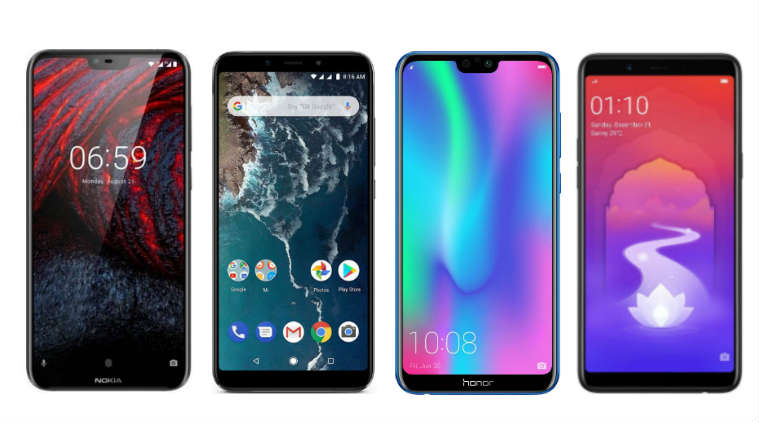 06:59
Monday, August 25
NOKIA
8:16 AM
G Say "Ok Google"
Google
Mi
Photos
Play Store
10:08
Fri, Jun 30
honor
01:10
Sunday, December 21
Sunny 20°C